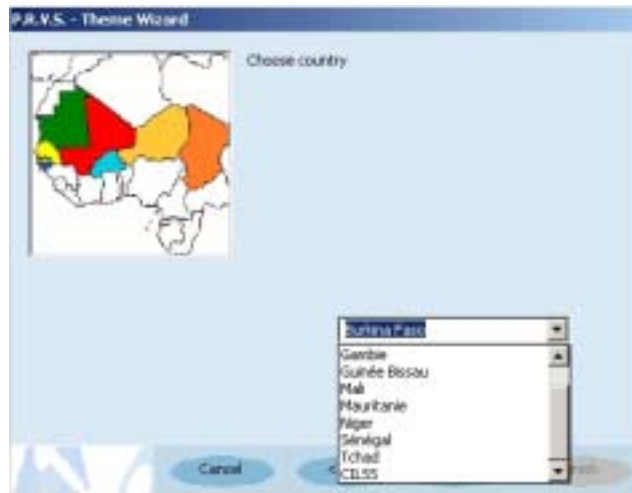 P.R.V.S. - Theme Wizard
Choose country
Burkina Faso
Gambie
Guinée Bissau
Mali
Mauritanie
Niger
Sénégal
Tchad
CILSS
Cancel